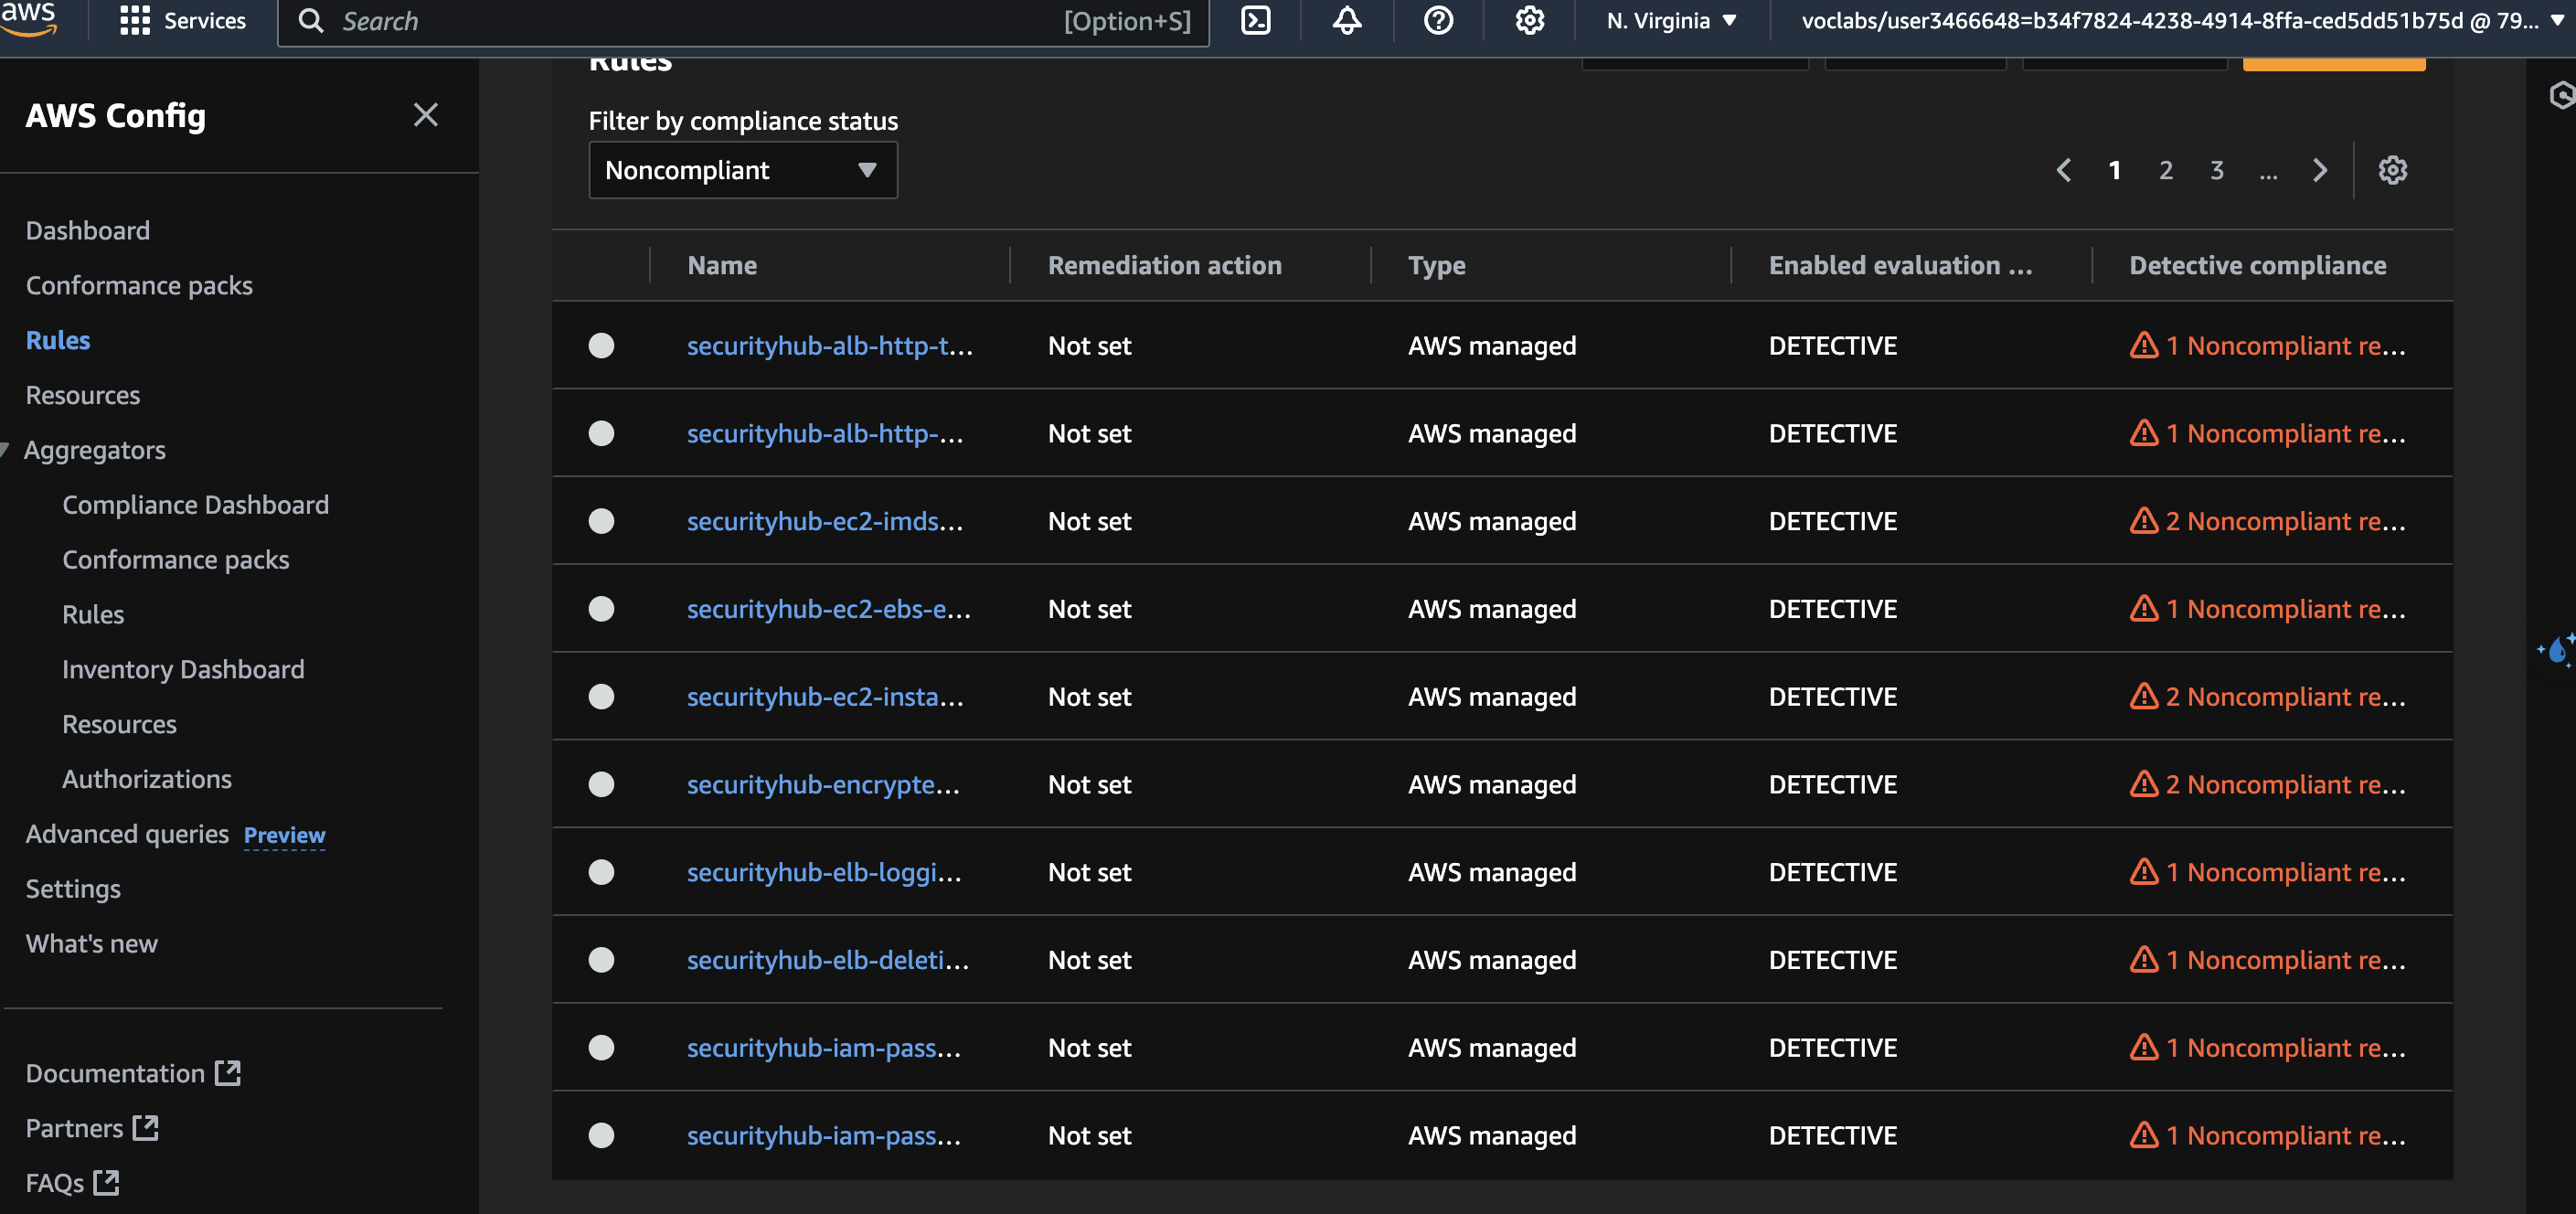 aws
Services
Search
[Option+S]
N. Virginia
voclabs/user3466648=b34f7824-4238-4914-8ffa-ced5dd51b75d @ 79...
AWS Config
Dashboard
Conformance packs
Rules
Resources
Aggregators
Compliance Dashboard
Conformance packs
Rules
Inventory Dashboard
Resources
Authorizations
Advanced queries Preview
Settings
What's new
Documentation
Partners
FAQs
Rules
Filter by compliance status
Noncompliant
1 2 3 ...
Name Remediation action Type Enabled evaluation ... Detective compliance
securityhub-alb-http-t... Not set AWS managed DETECTIVE 1 Noncompliant re...
securityhub-alb-http-... Not set AWS managed DETECTIVE 1 Noncompliant re...
securityhub-ec2-imds... Not set AWS managed DETECTIVE 2 Noncompliant re...
securityhub-ec2-ebs-e... Not set AWS managed DETECTIVE 1 Noncompliant re...
securityhub-ec2-insta... Not set AWS managed DETECTIVE 2 Noncompliant re...
securityhub-encrypte... Not set AWS managed DETECTIVE 2 Noncompliant re...
securityhub-elb-loggi... Not set AWS managed DETECTIVE 1 Noncompliant re...
securityhub-elb-deleti... Not set AWS managed DETECTIVE 1 Noncompliant re...
securityhub-iam-pass... Not set AWS managed DETECTIVE 1 Noncompliant re...
securityhub-iam-pass... Not set AWS managed DETECTIVE 1 Noncompliant re...